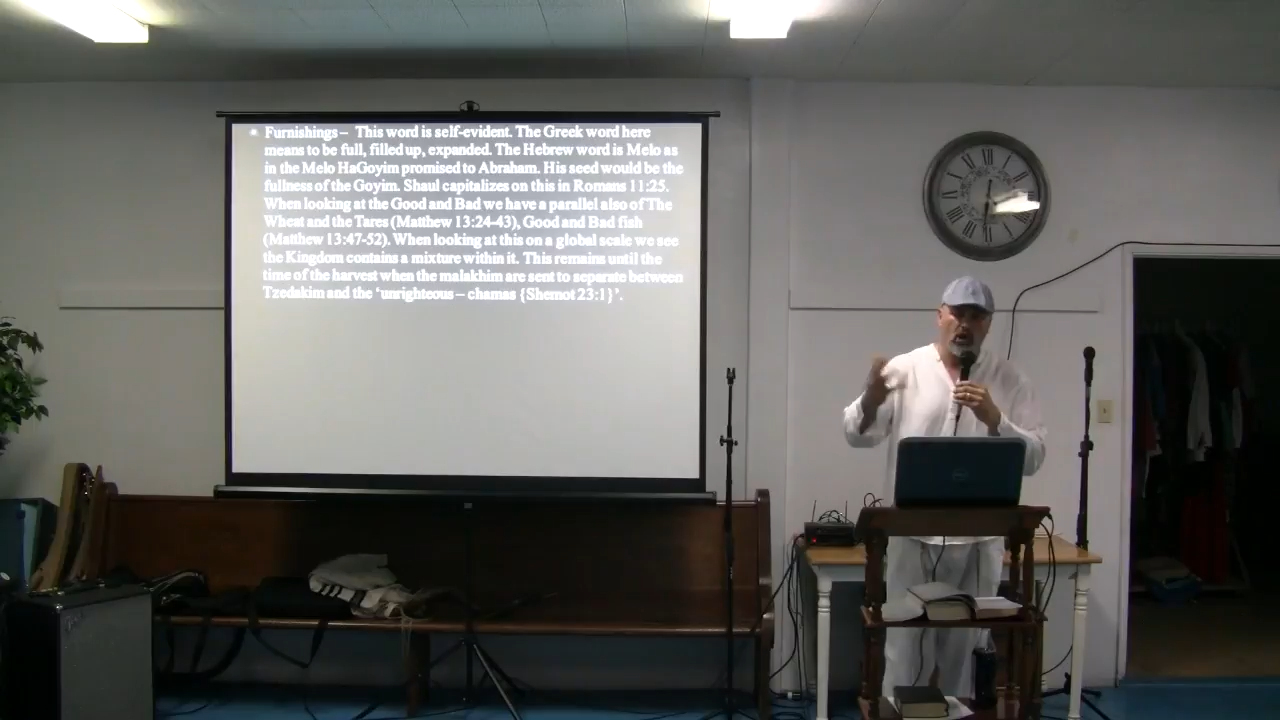 Furnishings – This word is self-evident. The Greek word here
means to be full, filled up, expanded. The Hebrew word is Melo as
in the Melo HaGoyim promised to Abraham. His seed would be the
fullness of the Goyim. Shaul capitalizes on this in Romans 11:25.
When looking at the Good and Bad we have a parallel also of The
Wheat and the Tares (Matthew 13:24-43), Good and Bad fish
(Matthew 13:47-52). When looking at this on a global scale we see
the Kingdom contains a mixture within it. This remains until the
time of the harvest when the malakhim are sent to separate between
Tzedakim and the 'unrighteous – chamas {Shemot 23:1}'.